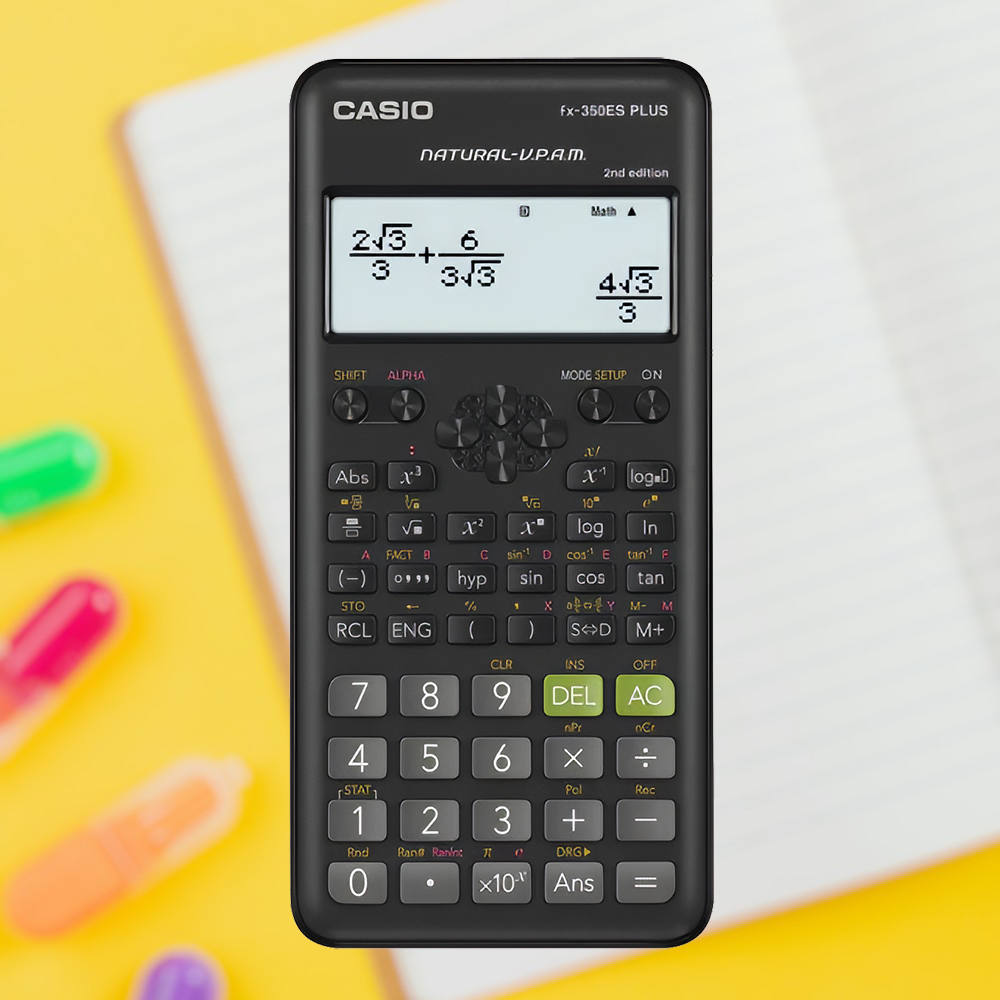 CASIO fx-350ES PLUS
NATURAL-V.P.A.M.
2nd edition
D Math ▲
2√3/3 + 6/3√3
4√3/3
SHIFT ALPHA MODE SETUP ON
: x!
Abs x³ x⁻¹ log
10 e
√ x² x log ln
A FACT B C sin⁻¹ D cos⁻¹ E tan⁻¹ F
(−) ° ’ ’ ’ hyp sin cos tan
STO ← % , X Y M− M
RCL ENG ( ) S⇔D M+
CLR INS OFF
7 8 9 DEL AC
nPr nCr
4 5 6 × ÷
STAT Pol Rec
1 2 3 + −
Rnd Ran# RanInt π e DRG▶
0 • ×10ˣ Ans =